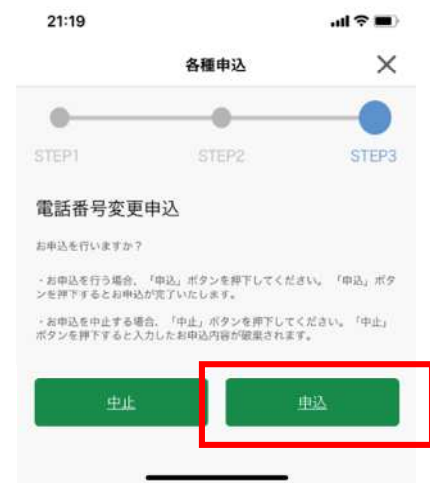 21:19
各種申込
STEP1 STEP2 STEP3
電話番号変更申込
お申込を行いますか？
・お申込を行う場合、「申込」ボタンを押下してください。「申込」ボタ
ンを押下するとお申込が完了いたします。
・お申込を中止する場合、「中止」ボタンを押下してください。「中止」
ボタンを押下すると入力したお申込内容が破棄されます。
中止 申込